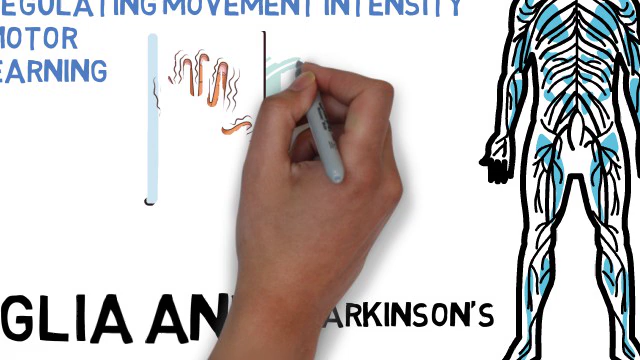 EGULATING MOVEMENT INTENSITY
MOTOR
EARNING
GLIA AN ARKINSON'S